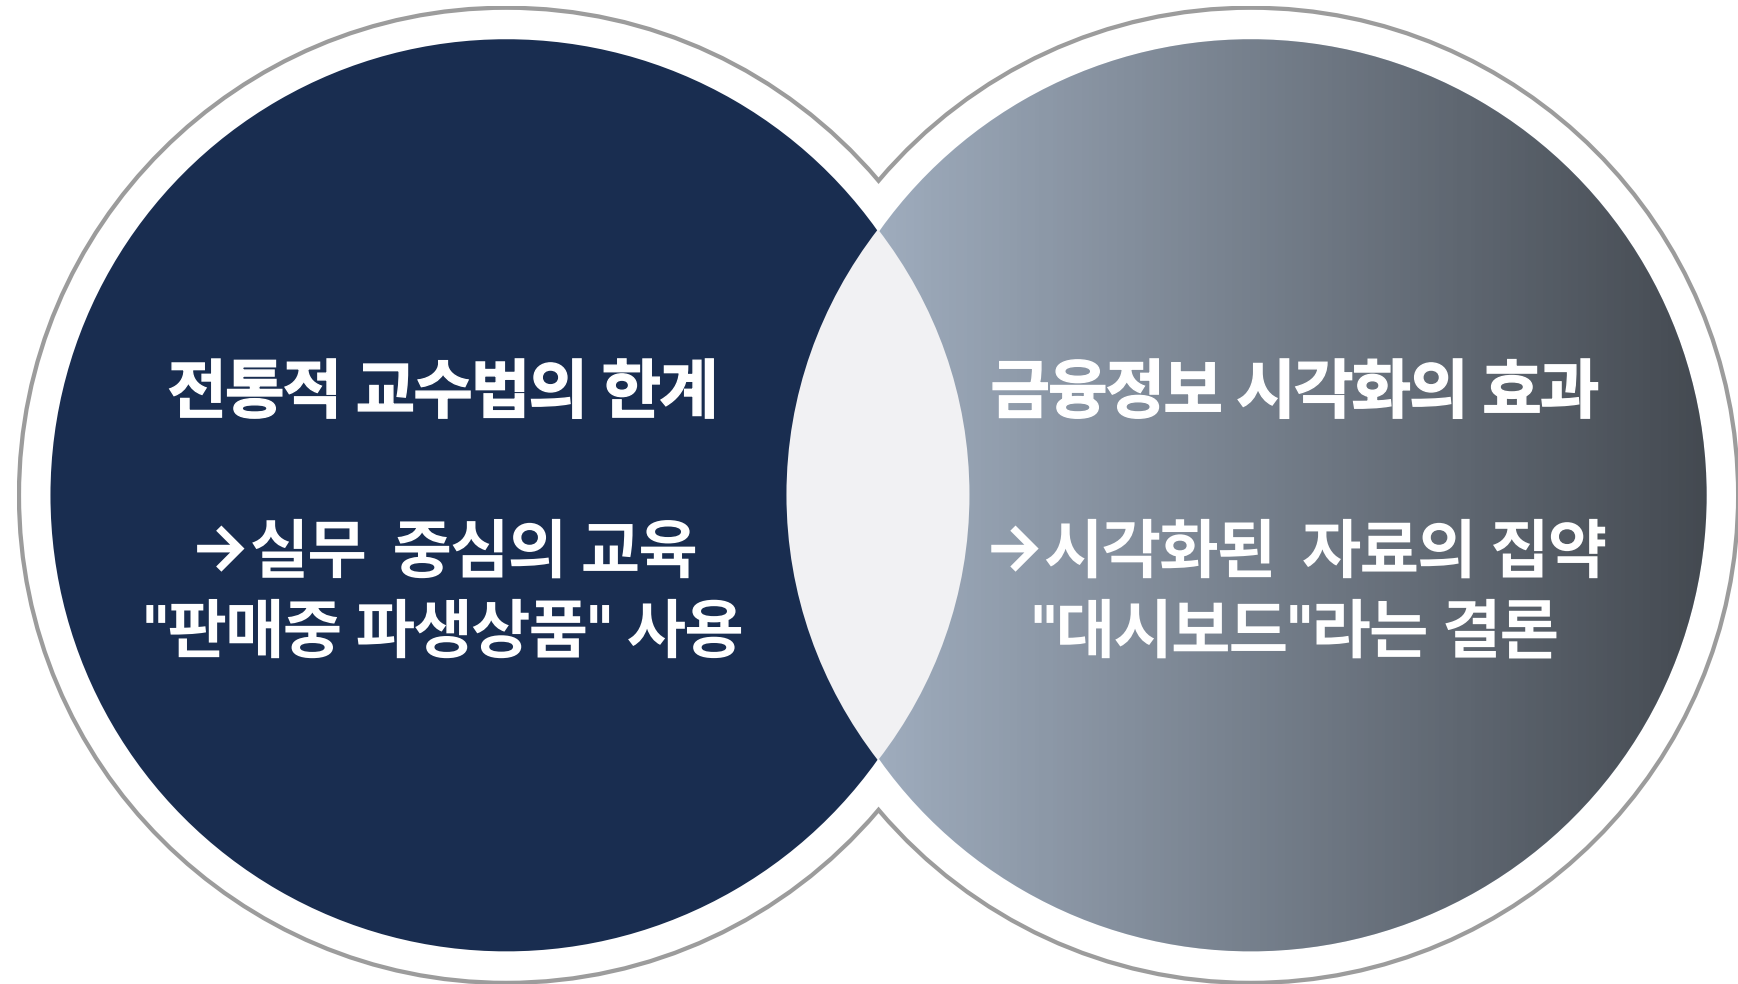 전통적 교수법의 한계
→실무 중심의 교육
"판매중 파생상품" 사용
금융정보 시각화의 효과
→시각화된 자료의 집약
"대시보드"라는 결론